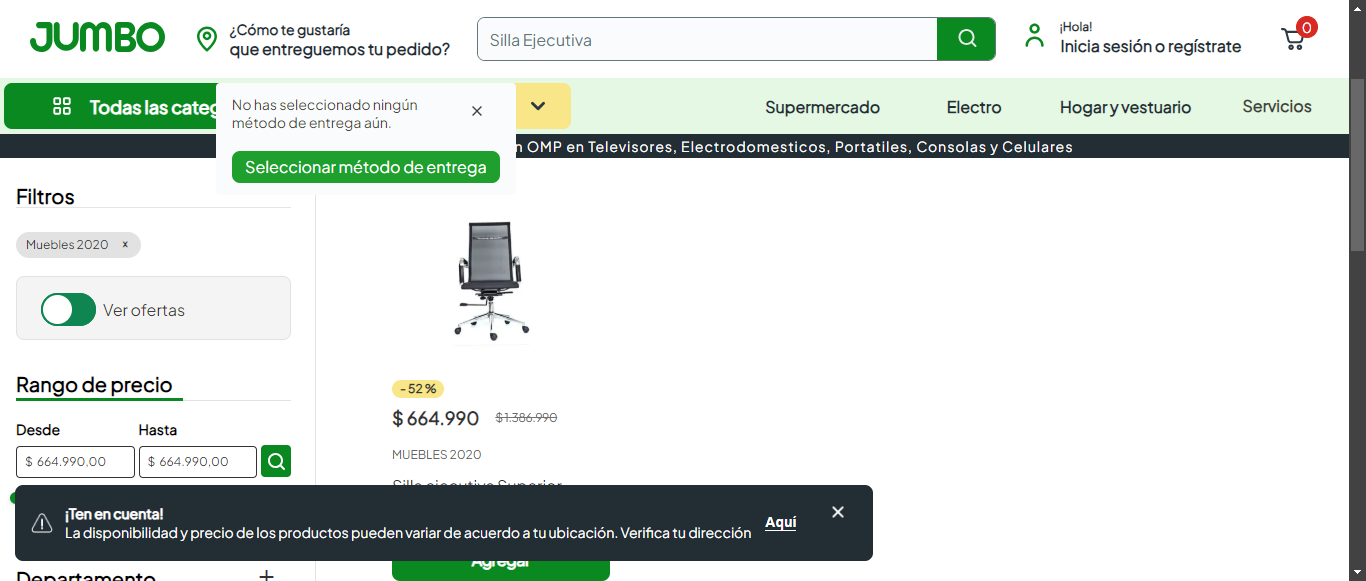 JUMBO
¿Cómo te gustaría
que entreguemos tu pedido?
Silla Ejecutiva
¡Hola!
Inicia sesión o regístrate
0
Todas las categ
No has seleccionado ningún
método de entrega aún.
Seleccionar método de entrega
Supermercado
Electro
Hogar y vestuario
Servicios
OMP en Televisores, Electrodomesticos, Portatiles, Consolas y Celulares
Filtros
Muebles 2020 x
Ver ofertas
Rango de precio
Desde
Hasta
$ 664.990,00
$ 664.990,00
-52%
$ 664.990 $1.386.990
MUEBLES 2020
Silla ejecutiva Superior
¡Ten en cuenta!
La disponibilidad y precio de los productos pueden variar de acuerdo a tu ubicación. Verifica tu dirección
Aquí
Agregar
Departamento